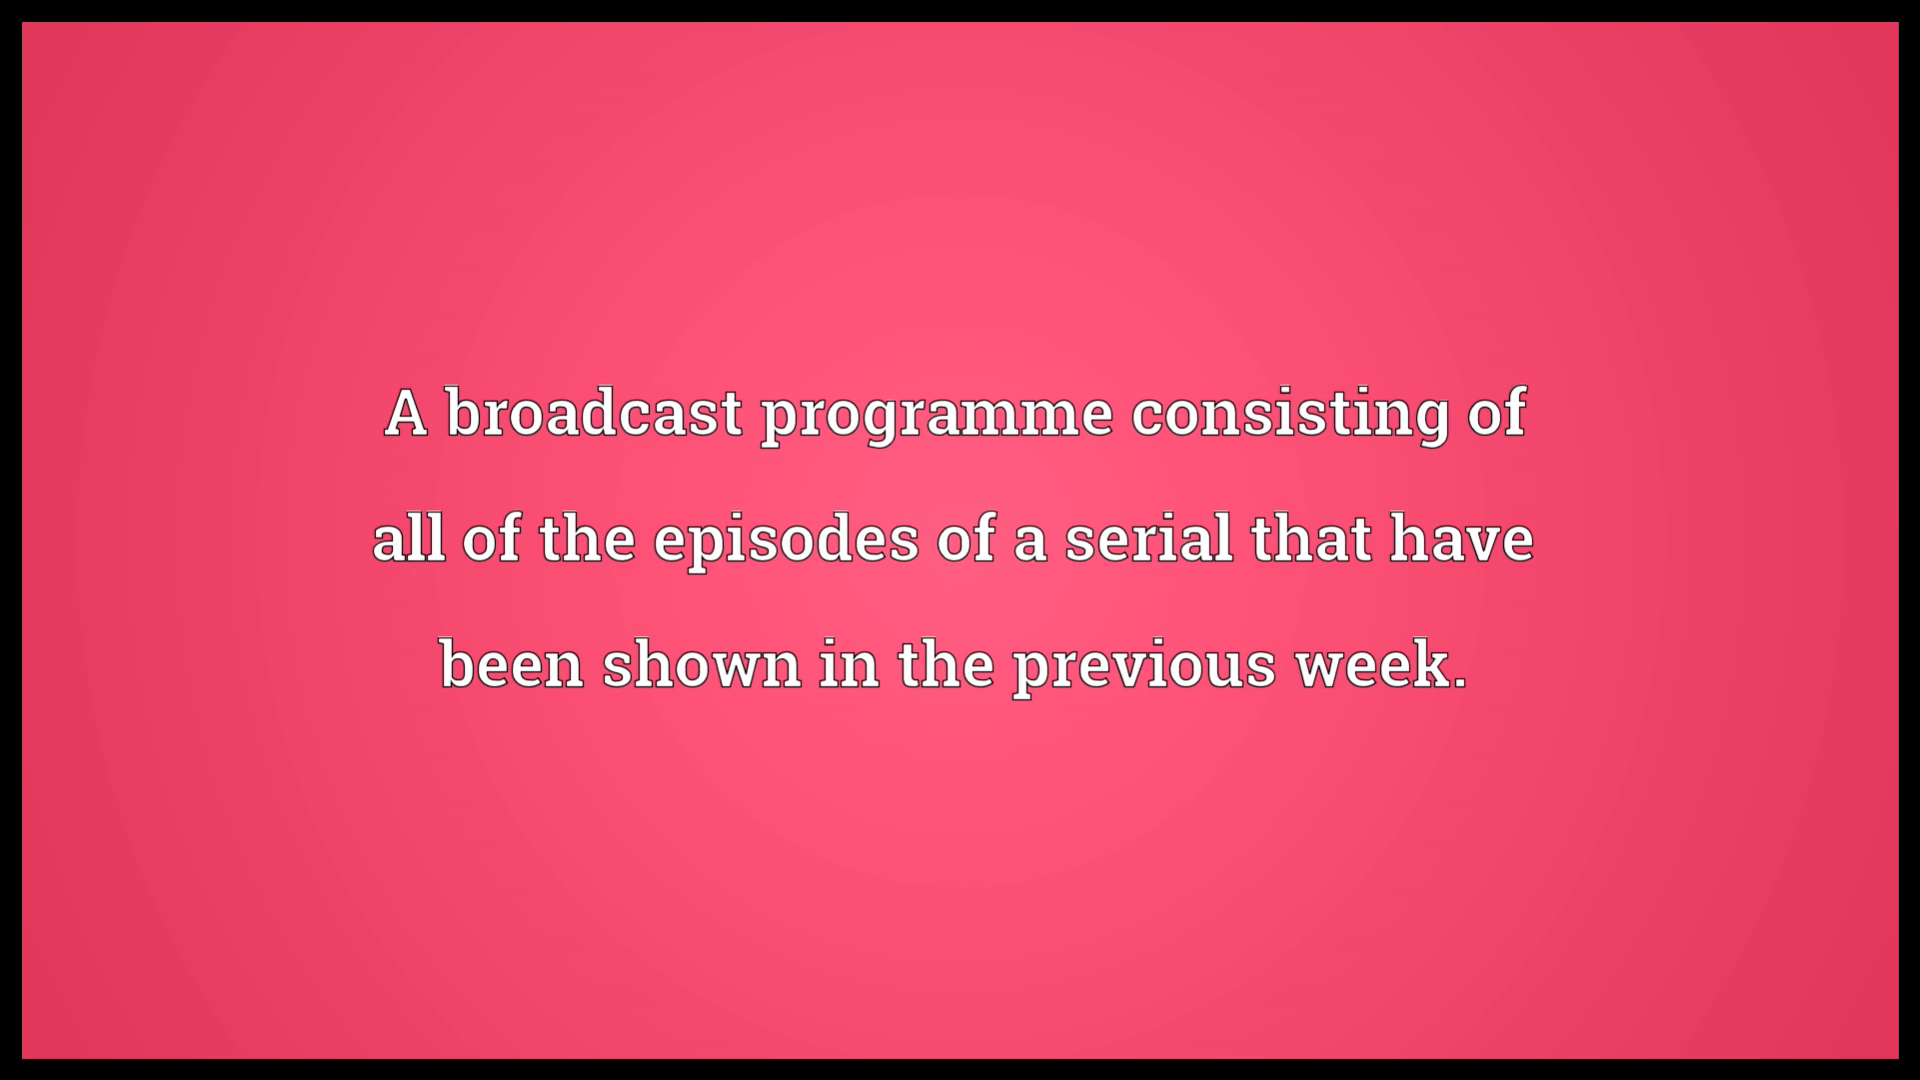 A broadcast programme consisting of
all of the episodes of a serial that have
been shown in the previous week.